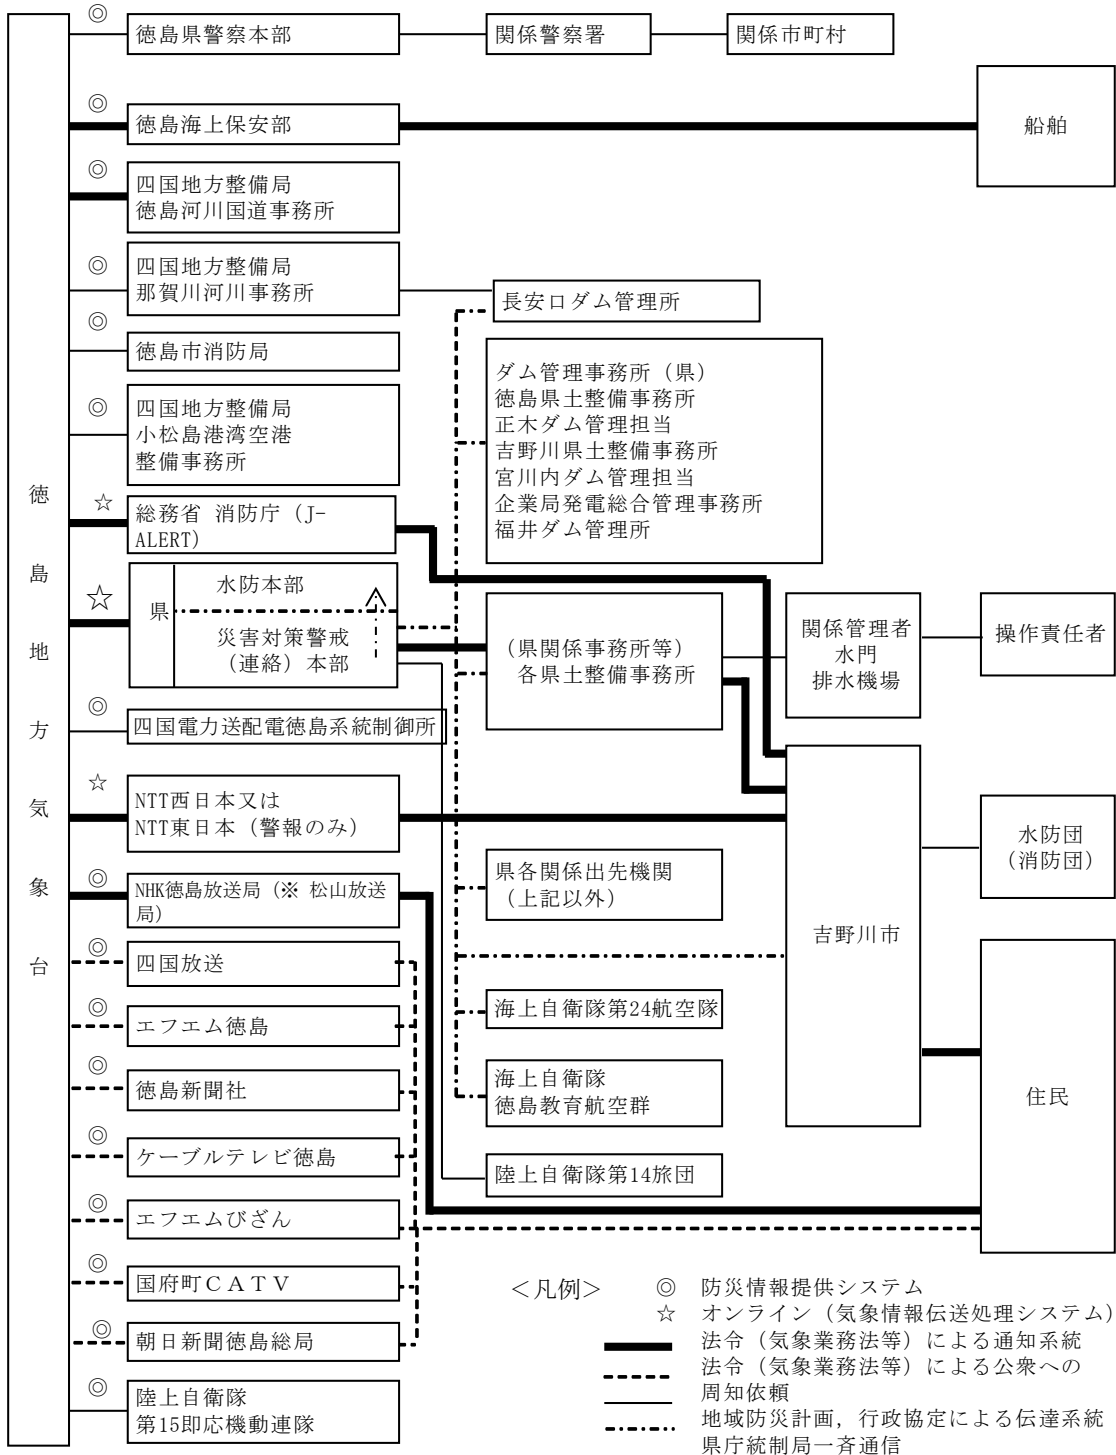 徳島地方気象台
◎
徳島県警察本部
関係警察署
関係市町村
◎
徳島海上保安部
船舶
◎
四国地方整備局
徳島河川国道事務所
◎
四国地方整備局
那賀川河川事務所
長安口ダム管理所
◎
徳島市消防局
ダム管理事務所（県）
徳島県土整備事務所
正木ダム管理担当
吉野川県土整備事務所
宮川内ダム管理担当
企業局発電総合管理事務所
福井ダム管理所
◎
四国地方整備局
小松島港湾空港
整備事務所
☆
総務省 消防庁（J-
ALERT）
☆
県
水防本部
災害対策警戒
（連絡）本部
（県関係事務所等）
各県土整備事務所
関係管理者
水門
排水機場
操作責任者
◎
四国電力送配電徳島系統制御所
☆
NTT西日本又は
NTT東日本（警報のみ）
吉野川市
水防団
（消防団）
◎
NHK徳島放送局（※ 松山放送
局）
県各関係出先機関
（上記以外）
住民
◎
四国放送
◎
エフエム徳島
海上自衛隊第24航空隊
◎
徳島新聞社
海上自衛隊
徳島教育航空群
◎
ケーブルテレビ徳島
陸上自衛隊第14旅団
◎
エフエムびざん
◎
国府町ＣＡＴＶ
◎
朝日新聞徳島総局
◎
陸上自衛隊
第15即応機動連隊
＜凡例＞
◎ 防災情報提供システム
☆ オンライン（気象情報伝送処理システム）
法令（気象業務法等）による通知系統
法令（気象業務法等）による公衆への
周知依頼
地域防災計画，行政協定による伝達系統
県庁統制局一斉通信